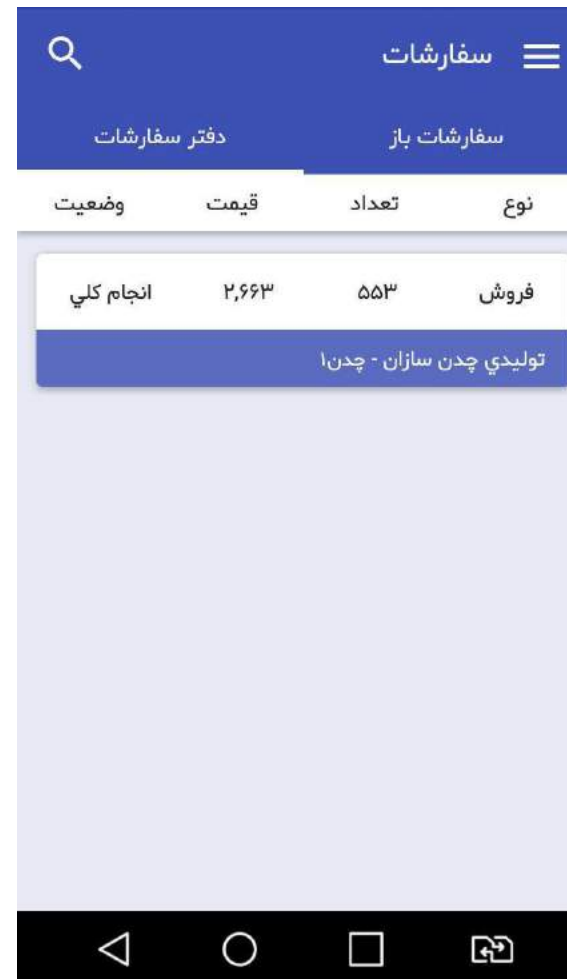 سفارشات
سفارشات باز دفتر سفارشات
نوع تعداد قیمت وضعیت
فروش ۵۵۳ ۲,۶۶۳ انجام کلي
توليدي چدن سازان - چدن۱